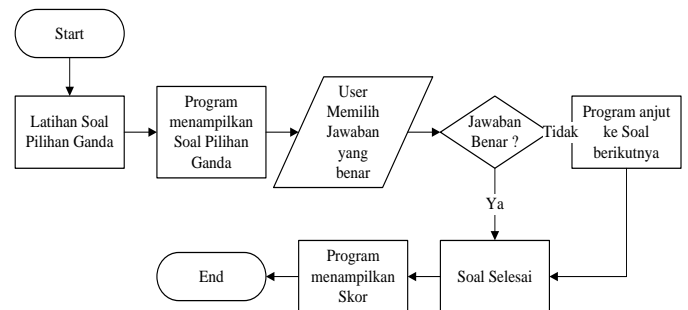 Start
Latihan Soal
Pilihan Ganda
Program
menampilkan
Soal Pilihan
Ganda
User
Memilih
Jawaban
yang
benar
Jawaban
Benar ?
Tidak
Program anjut
ke Soal
berikutnya
Ya
End
Program
menampilkan
Skor
Soal Selesai